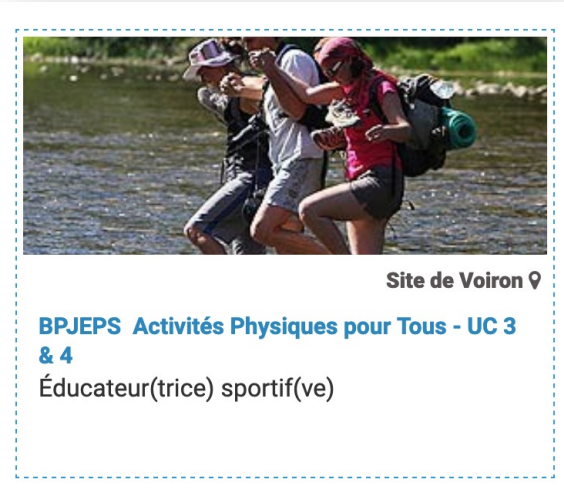 Site de Voiron
BPJEPS  Activités Physiques pour Tous - UC 3
& 4
Éducateur(trice) sportif(ve)